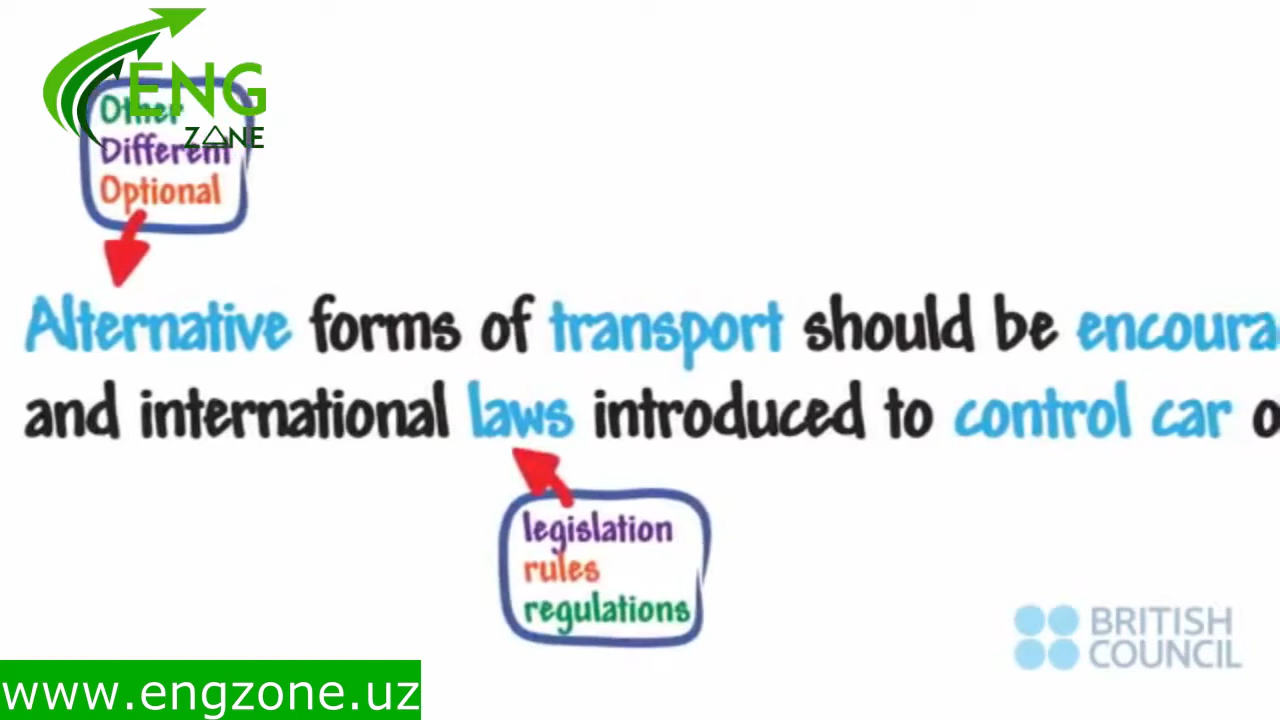 ENG
ZONE
Other
Different
Optional
Alternative forms of transport should be encoura
and international laws introduced to control car o
legislation
rules
regulations
BRITISH
COUNCIL
www.engzone.uz